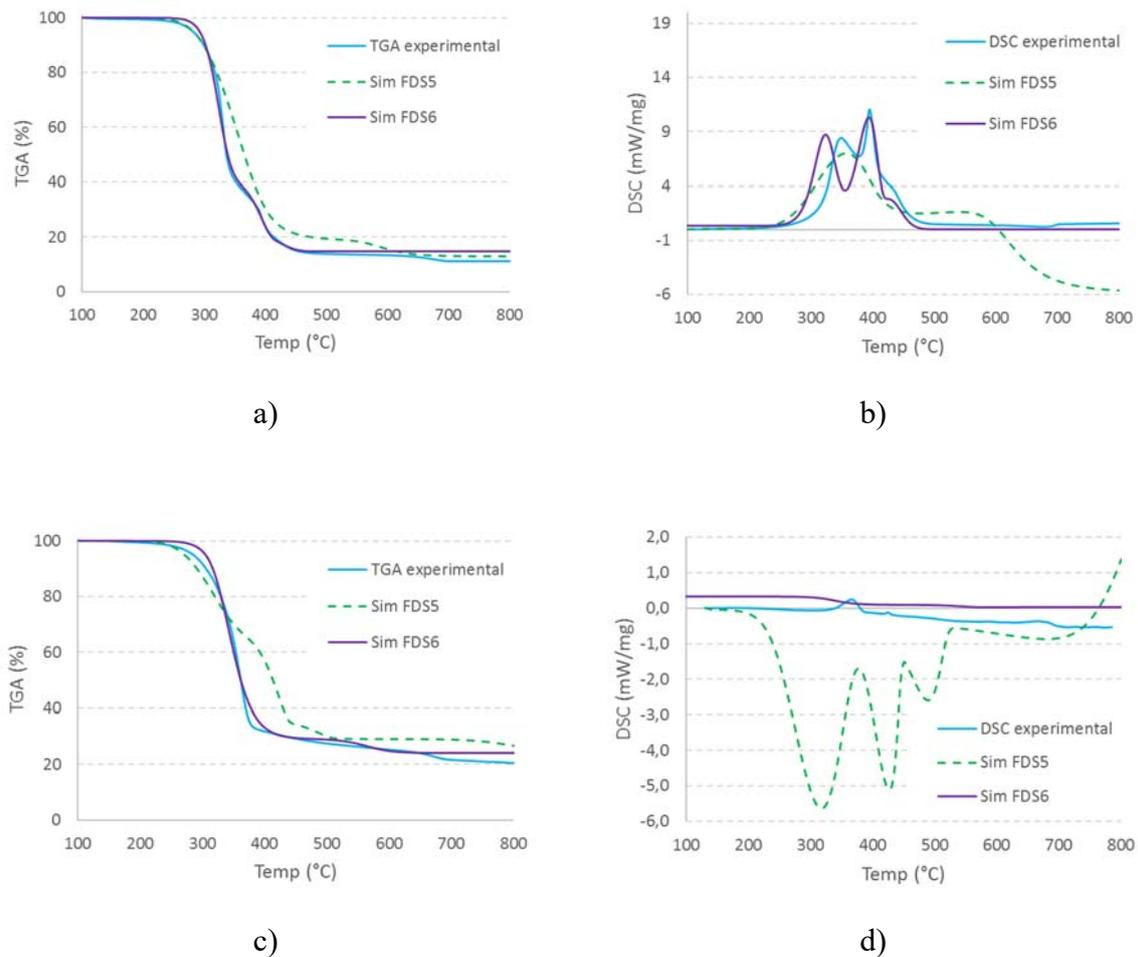 100
80
60
40
20
0
TGA (%)
TGA experimental
Sim FDS5
Sim FDS6
100 200 300 400 500 600 700 800
Temp (°C)
a)
19
14
9
4
-1
-6
DSC (mW/mg)
DSC experimental
Sim FDS5
Sim FDS6
100 200 300 400 500 600 700 800
Temp (°C)
b)
100
80
60
40
20
0
TGA (%)
TGA experimental
Sim FDS5
Sim FDS6
100 200 300 400 500 600 700 800
Temp (°C)
c)
2,0
1,0
0,0
-1,0
-2,0
-3,0
-4,0
-5,0
-6,0
DSC (mW/mg)
DSC experimental
Sim FDS5
Sim FDS6
100 200 300 400 500 600 700 800
Temp (°C)
d)